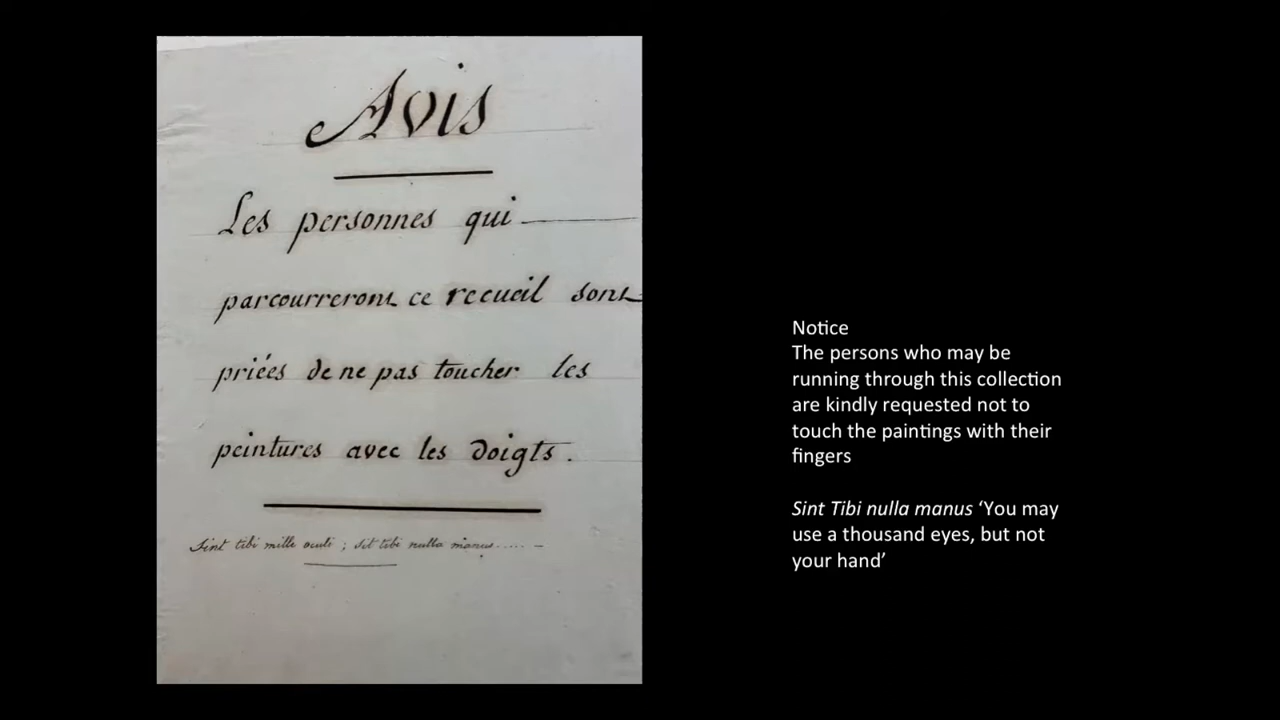 Avis
Les personnes qui
parcourreront ce recueil sont
priées de ne pas toucher les
peintures avec les doigts.
Sint tibi mille oculi ; sit tibi nulla manus..... –
Notice
The persons who may be
running through this collection
are kindly requested not to
touch the paintings with their
fingers
Sint Tibi nulla manus ‘You may
use a thousand eyes, but not
your hand’